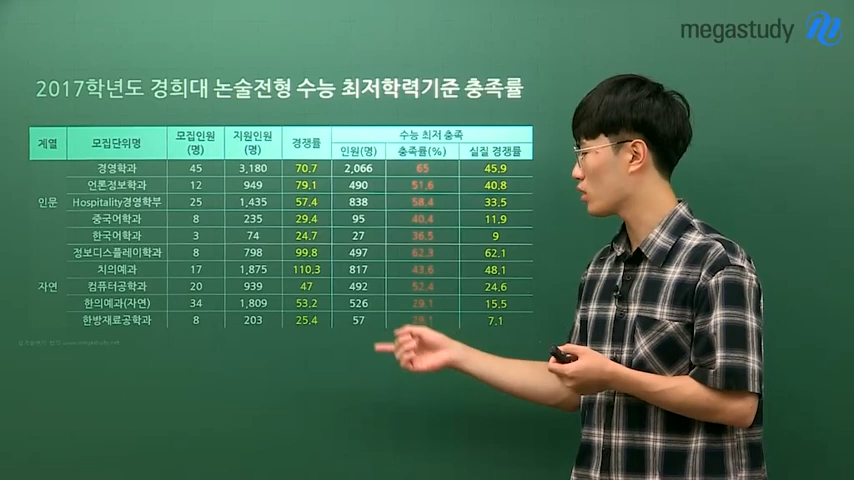 megastudy
2017학년도 경희대 논술전형 수능 최저학력기준 충족률
계열 모집단위명 모집인원(명) 지원인원(명) 경쟁률 수능 최저 충족
인원(명) 충족률(%) 실질 경쟁률
인문
경영학과 45 3,180 70.7 2,066 65 45.9
언론정보학과 12 949 79.1 490 51.6 40.8
Hospitality경영학부 25 1,435 57.4 838 58.4 33.5
중국어학과 8 235 29.4 95 40.4 11.9
한국어학과 3 74 24.7 27 36.5 9
자연
정보디스플레이학과 8 798 99.8 497 62.3 62.1
치의예과 17 1,875 110.3 817 43.6 48.1
컴퓨터공학과 20 939 47 492 52.4 24.6
한의예과(자연) 34 1,809 53.2 526 29.1 15.5
한방재료공학과 8 203 25.4 57 28.1 7.1
www.megastudy.net